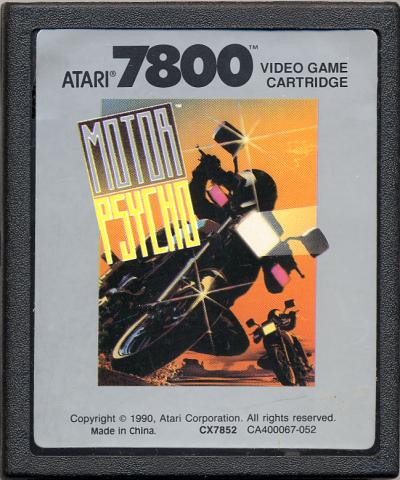 ATARI® 7800™ VIDEO GAME
CARTRIDGE
MOTOR™
PSYCHO
Copyright © 1990, Atari Corporation. All rights reserved.
Made in China. CX7852 CA400067-052